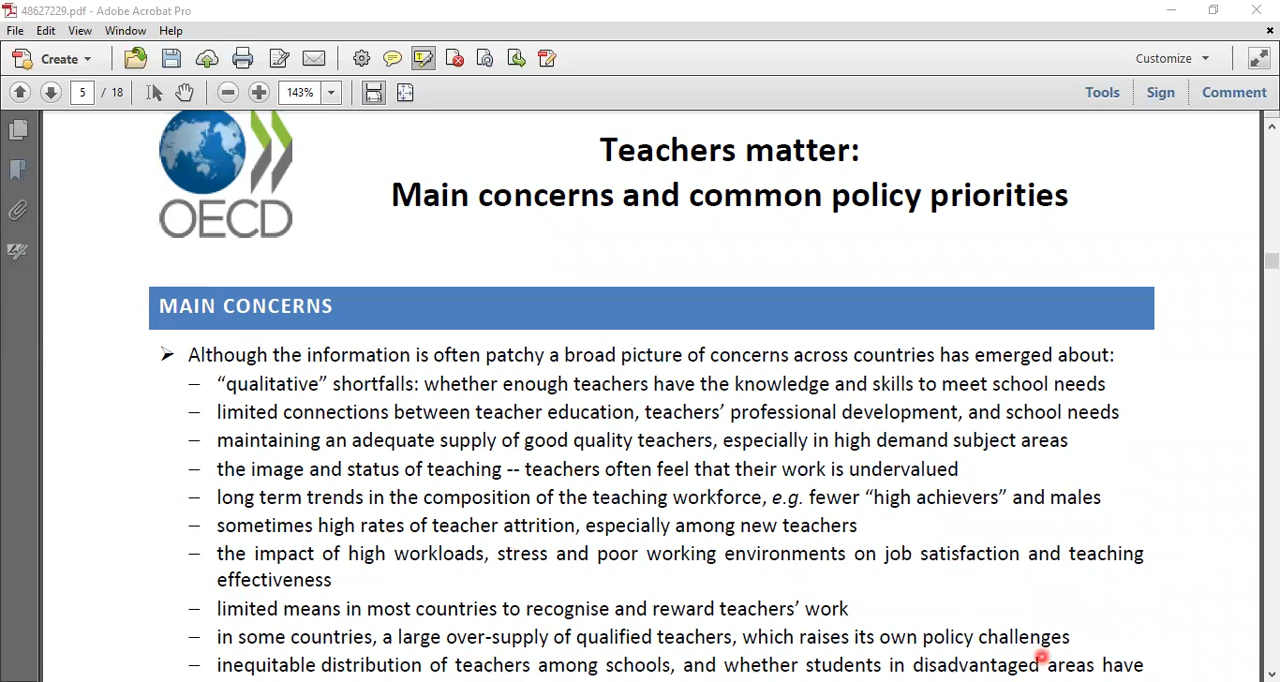 48627229.pdf - Adobe Acrobat Pro
File Edit View Window Help
Create Customize
5 / 18 143% Tools Sign Comment
OECD
Teachers matter:
Main concerns and common policy priorities
MAIN CONCERNS
➢ Although the information is often patchy a broad picture of concerns across countries has emerged about:
– “qualitative” shortfalls: whether enough teachers have the knowledge and skills to meet school needs
– limited connections between teacher education, teachers’ professional development, and school needs
– maintaining an adequate supply of good quality teachers, especially in high demand subject areas
– the image and status of teaching -- teachers often feel that their work is undervalued
– long term trends in the composition of the teaching workforce, e.g. fewer “high achievers” and males
– sometimes high rates of teacher attrition, especially among new teachers
– the impact of high workloads, stress and poor working environments on job satisfaction and teaching
effectiveness
– limited means in most countries to recognise and reward teachers’ work
– in some countries, a large over-supply of qualified teachers, which raises its own policy challenges
– inequitable distribution of teachers among schools, and whether students in disadvantaged areas have